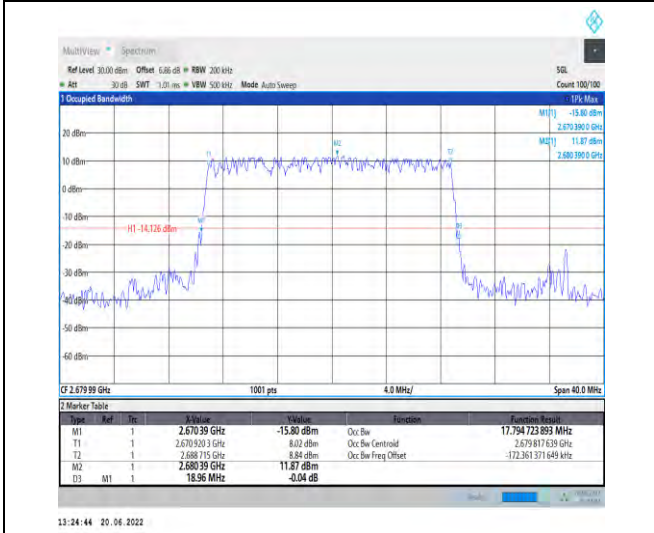 MultiView Spectrum
Ref Level 30.00 dBm Offset 6.86 dB RBW 200 kHz SGL
Att 30 dB SWT 1.01 ms VBW 500 kHz Mode Auto Sweep Count 100/100
1 Occupied Bandwidth 1Pk Max
M1[1] -15.80 dBm
2.670 390 0 GHz
20 dBm
M2[1] 11.87 dBm
2.680 390 0 GHz
M2
T1 T2
10 dBm
0 dBm
-10 dBm
M1
H1 -14.126 dBm
-20 dBm
-30 dBm
-40 dBm
-50 dBm
-60 dBm
CF 2.679 99 GHz 1001 pts 4.0 MHz/ Span 40.0 MHz
2 Marker Table
Type Ref Trc X-Value Y-Value Function Function Result
M1 1 2.670 39 GHz -15.80 dBm Occ Bw 17.794 723 893 MHz
T1 1 2.670 920 3 GHz 8.02 dBm Occ Bw Centroid 2.679 817 639 GHz
T2 1 2.688 715 GHz 8.84 dBm Occ Bw Freq Offset -172.361 371 649 kHz
M2 1 2.680 39 GHz 11.87 dBm
D3 M1 1 18.96 MHz -0.04 dB
13:24:44 20.06.2022